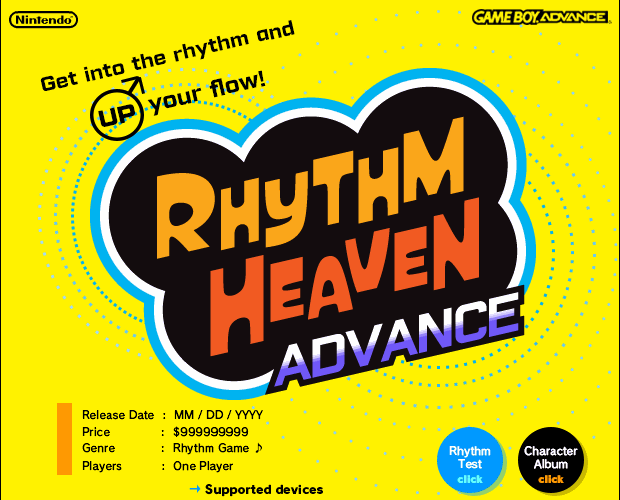 Nintendo
GAME BOY ADVANCE
Get into the rhythm and
UP your flow!
RHYTHM
HEAVEN
ADVANCE
Release Date : MM / DD / YYYY
Price : $999999999
Genre : Rhythm Game ♪
Players : One Player
→ Supported devices
Rhythm
Test
click
Character
Album
click